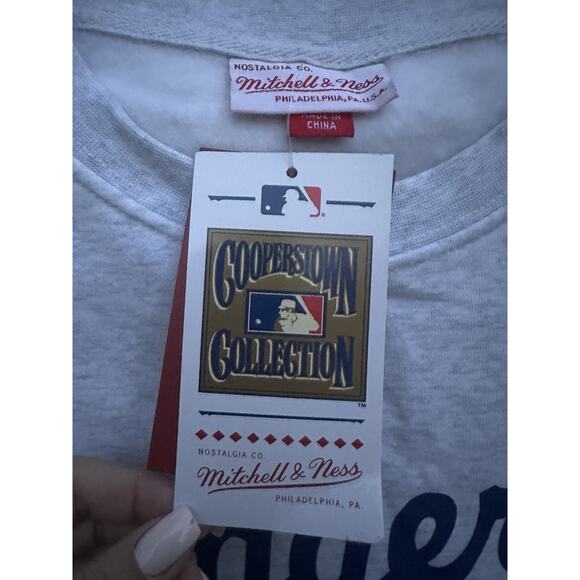 NOSTALGIA CO.
Mitchell & Ness
PHILADELPHIA, PA. U.S.A.
MADE IN
CHINA
COOPERSTOWN
COLLECTION
TM
NOSTALGIA CO.
Mitchell & Ness
PHILADELPHIA, PA.